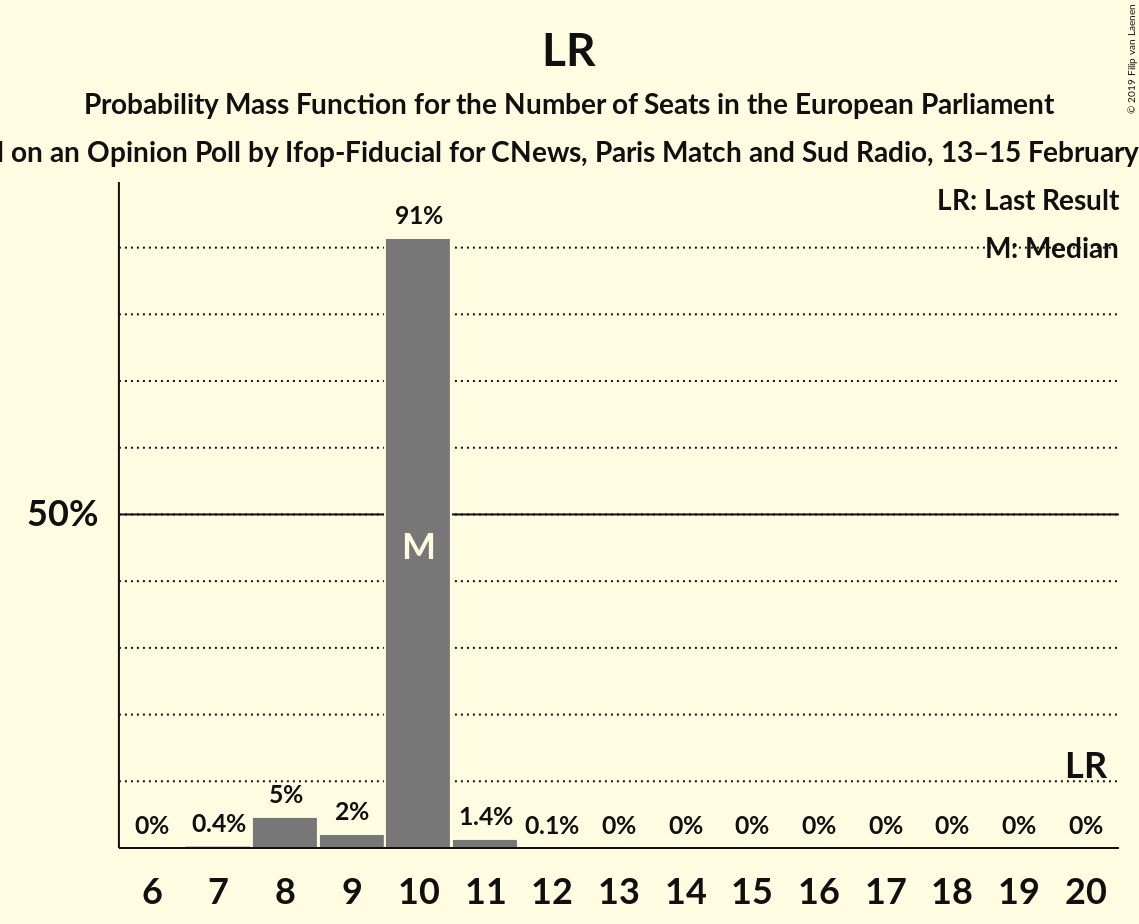 LR
Probability Mass Function for the Number of Seats in the European Parliament
on an Opinion Poll by Ifop-Fiducial for CNews, Paris Match and Sud Radio, 13–15 February
© 2019 Filip van Laenen
LR: Last Result
M: Median
91%
50%
M
LR
0% 0.4% 5% 2% 1.4% 0.1% 0% 0% 0% 0% 0% 0% 0% 0%
6 7 8 9 10 11 12 13 14 15 16 17 18 19 20